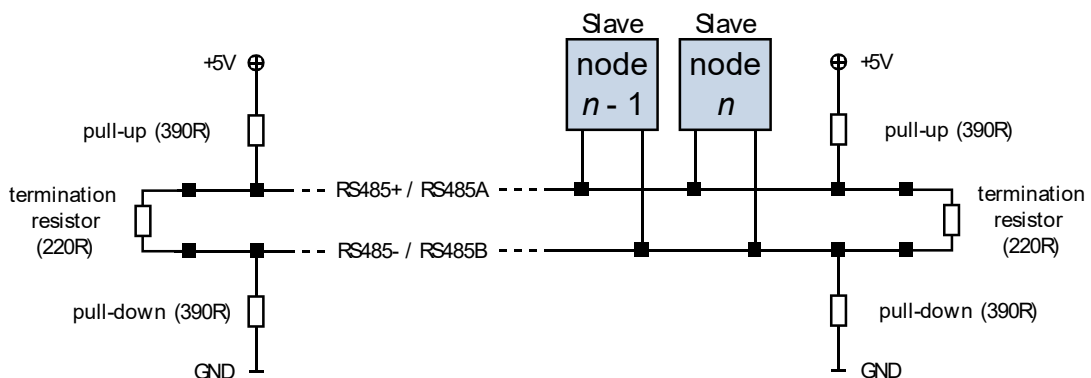 Slave
Slave
+5V
node
n - 1
node
n
+5V
pull-up (390R)
pull-up (390R)
termination
resistor
(220R)
RS485+ / RS485A
termination
resistor
(220R)
RS485- / RS485B
pull-down (390R)
pull-down (390R)
GND
GND